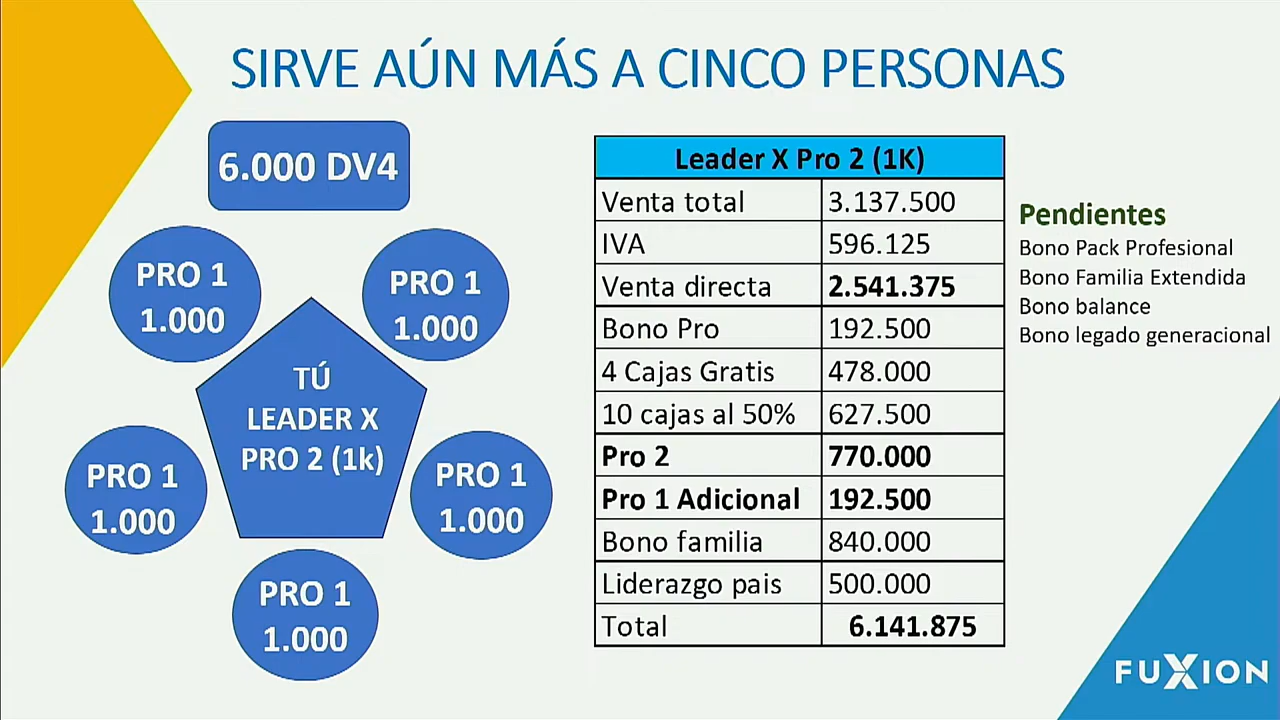 SIRVE AÚN MÁS A CINCO PERSONAS
6.000 DV4
PRO 1
1.000
PRO 1
1.000
TÚ
LEADER X
PRO 2 (1k)
PRO 1
1.000
PRO 1
1.000
PRO 1
1.000
Leader X Pro 2 (1K)
Venta total 3.137.500
IVA 596.125
Venta directa 2.541.375
Bono Pro 192.500
4 Cajas Gratis 478.000
10 cajas al 50% 627.500
Pro 2 770.000
Pro 1 Adicional 192.500
Bono familia 840.000
Liderazgo pais 500.000
Total 6.141.875
Pendientes
Bono Pack Profesional
Bono Familia Extendida
Bono balance
Bono legado generacional
FUXION